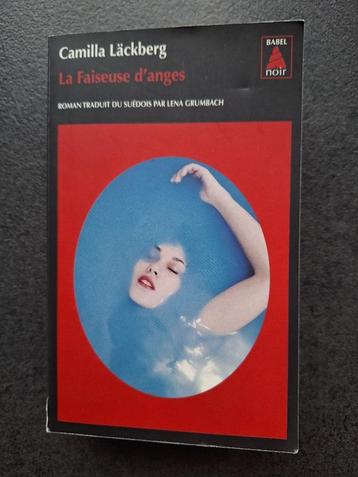 Camilla Läckberg
La Faiseuse d'anges
ROMAN TRADUIT DU SUÉDOIS PAR LENA GRUMBACH
BABEL
noir